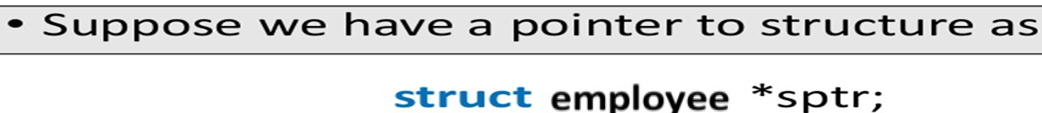 • Suppose we have a pointer to structure as
struct employee *sptr;